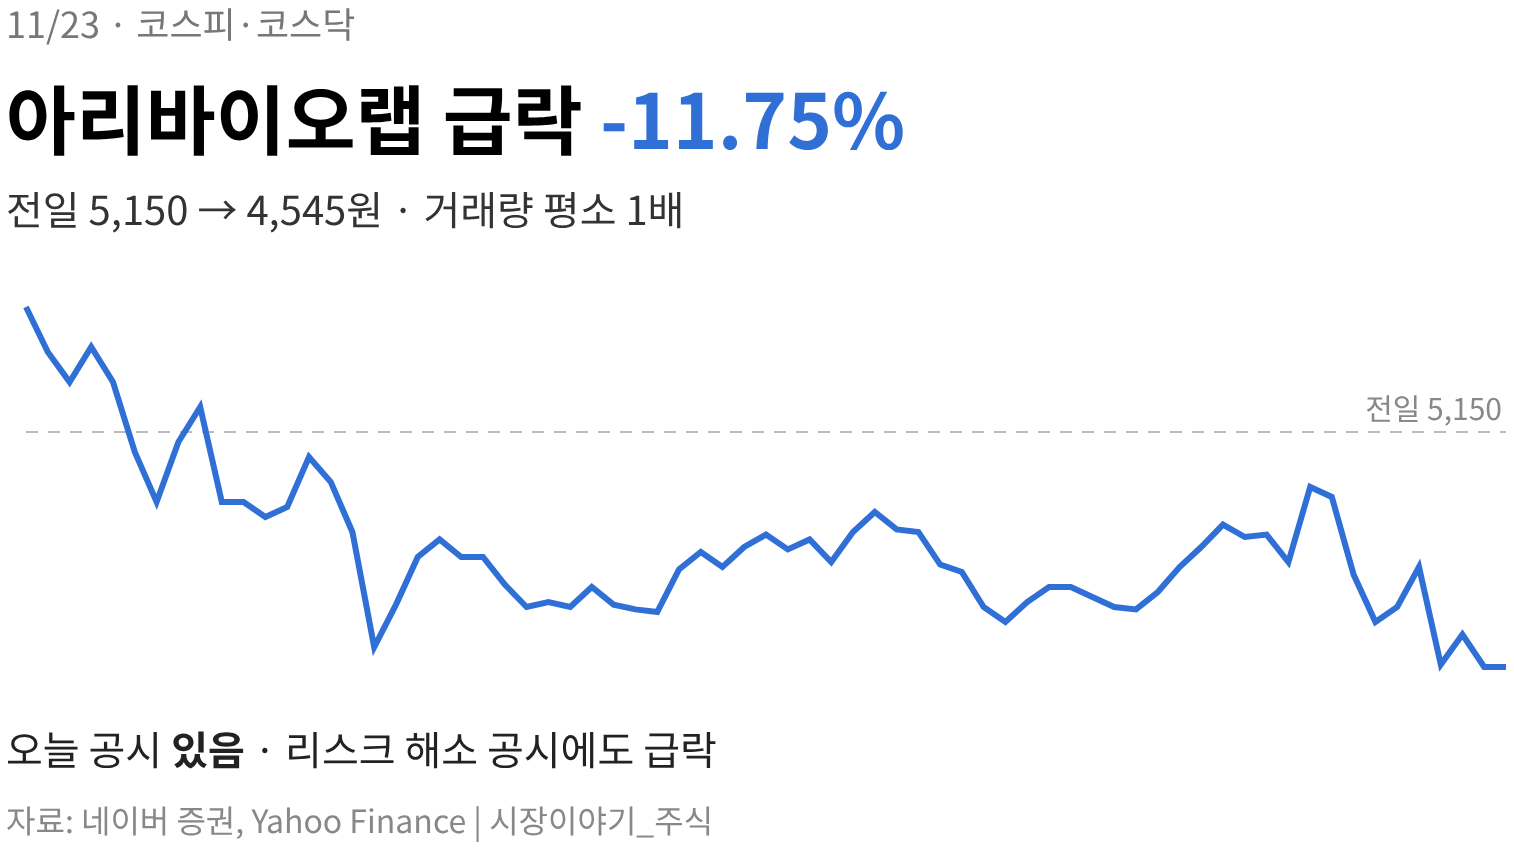 11/23 · 코스피·코스닥
아리바이오랩 급락 -11.75%
전일 5,150 → 4,545원 · 거래량 평소 1배
전일 5,150
오늘 공시 있음 · 리스크 해소 공시에도 급락
자료: 네이버 증권, Yahoo Finance | 시장이야기_주식